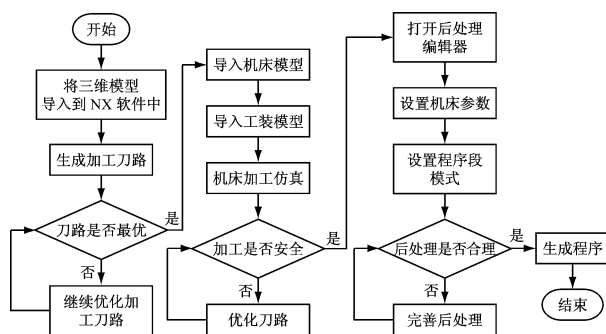 开始
将三维模型
导入到 NX 软件中
生成加工刀路
刀路是否最优
是
否
继续优化加
工刀路
导入机床模型
导入工装模型
机床加工仿真
加工是否安全
是
否
优化刀路
打开后处理
编辑器
设置机床参数
设置程序段
模式
后处理是否合理
是
否
完善后处理
生成程序
结束